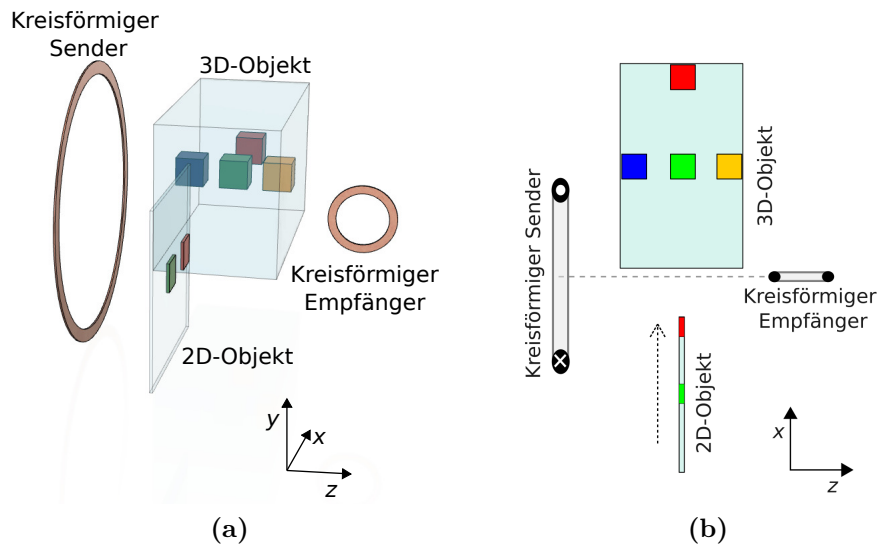 Kreisförmiger
Sender
3D-Objekt
Kreisförmiger
Empfänger
2D-Objekt
y
x
z
(a)
Kreisförmiger Sender
3D-Objekt
Kreisförmiger
Empfänger
2D-Objekt
x
z
(b)